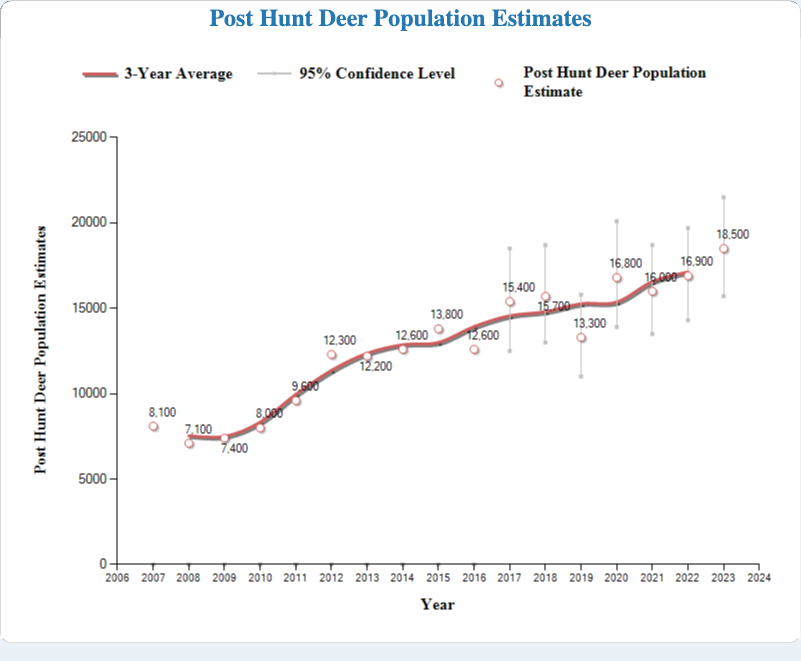 Post Hunt Deer Population Estimates
3-Year Average
95% Confidence Level
Post Hunt Deer Population
Estimate
Post Hunt Deer Population Estimates
25000
20000
15000
10000
5000
0
8,100
7,100
7,400
8,000
9,600
12,300
12,200
12,600
13,800
12,600
15,400
15,700
13,300
16,800
16,000
16,900
18,500
2006 2007 2008 2009 2010 2011 2012 2013 2014 2015 2016 2017 2018 2019 2020 2021 2022 2023 2024
Year